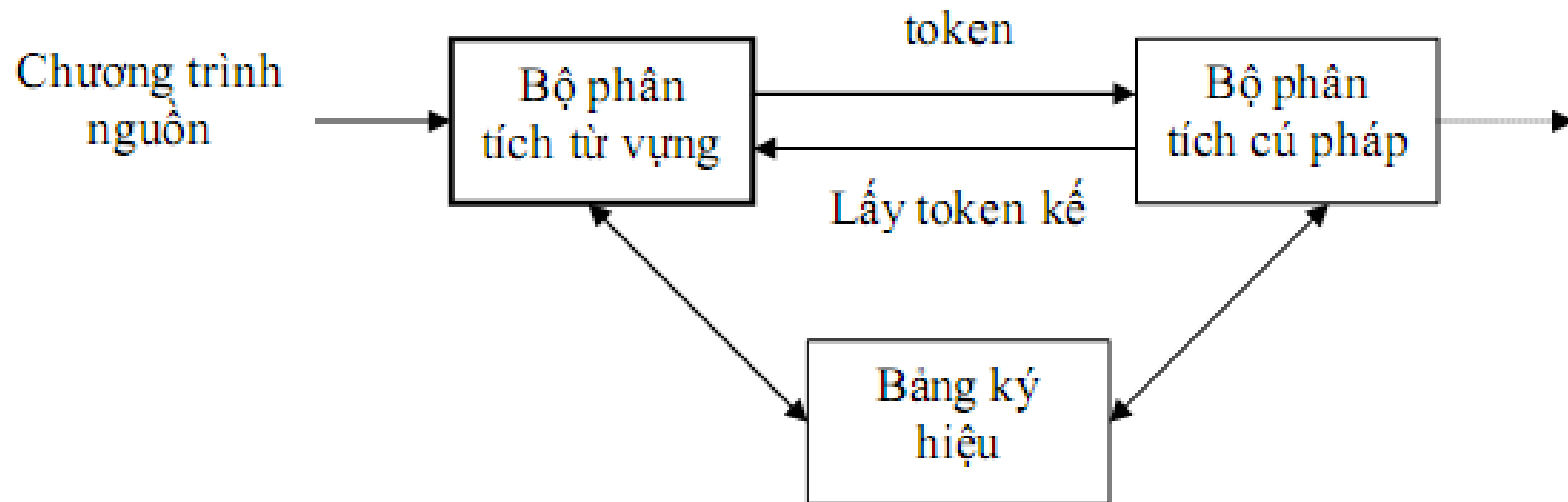 Chương trình
nguồn
Bộ phân
tích từ vựng
token
Lấy token kế
Bộ phân
tích cú pháp
Bảng ký
hiệu